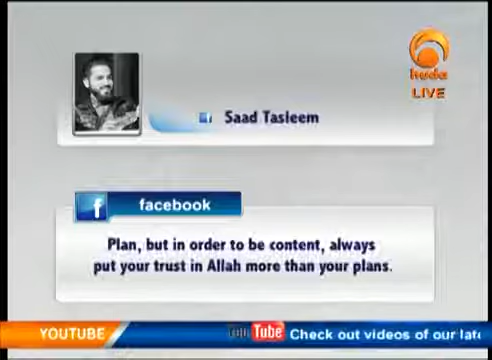 huda
LIVE
Saad Tasleem
f facebook
Plan, but in order to be content, always
put your trust in Allah more than your plans.
YOUTUBE
YouTube Check out videos of our late